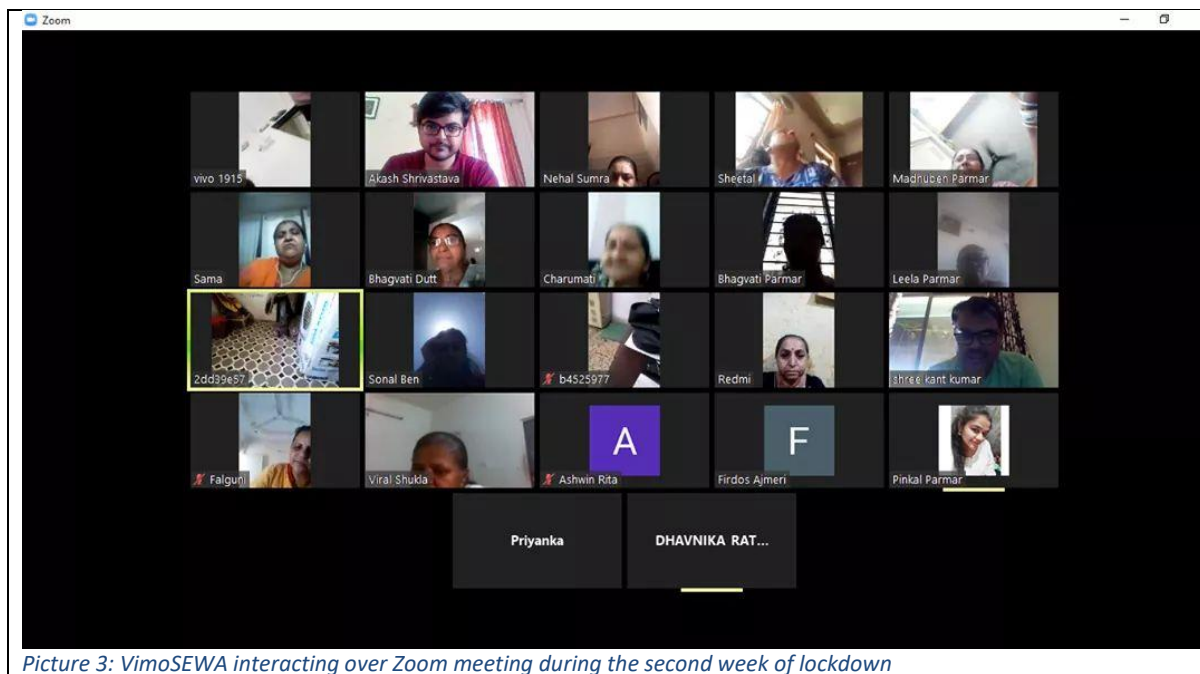 Zoom
vivo 1915
Akash Shrivastava
Nehal Sumra
Sheetal
Madhuben Parmar
Sama
Bhagvati Dutt
Charumati
Bhagvati Parmar
Leela Parmar
2dd39e57
Sonal Ben
b4525977
Redmi
shree kant kumar
Falguni
Viral Shukla
A
Ashwin Rita
F
Firdos Ajmeri
Pinkal Parmar
Priyanka
DHAVNIKA RAT...
Picture 3: VimoSEWA interacting over Zoom meeting during the second week of lockdown